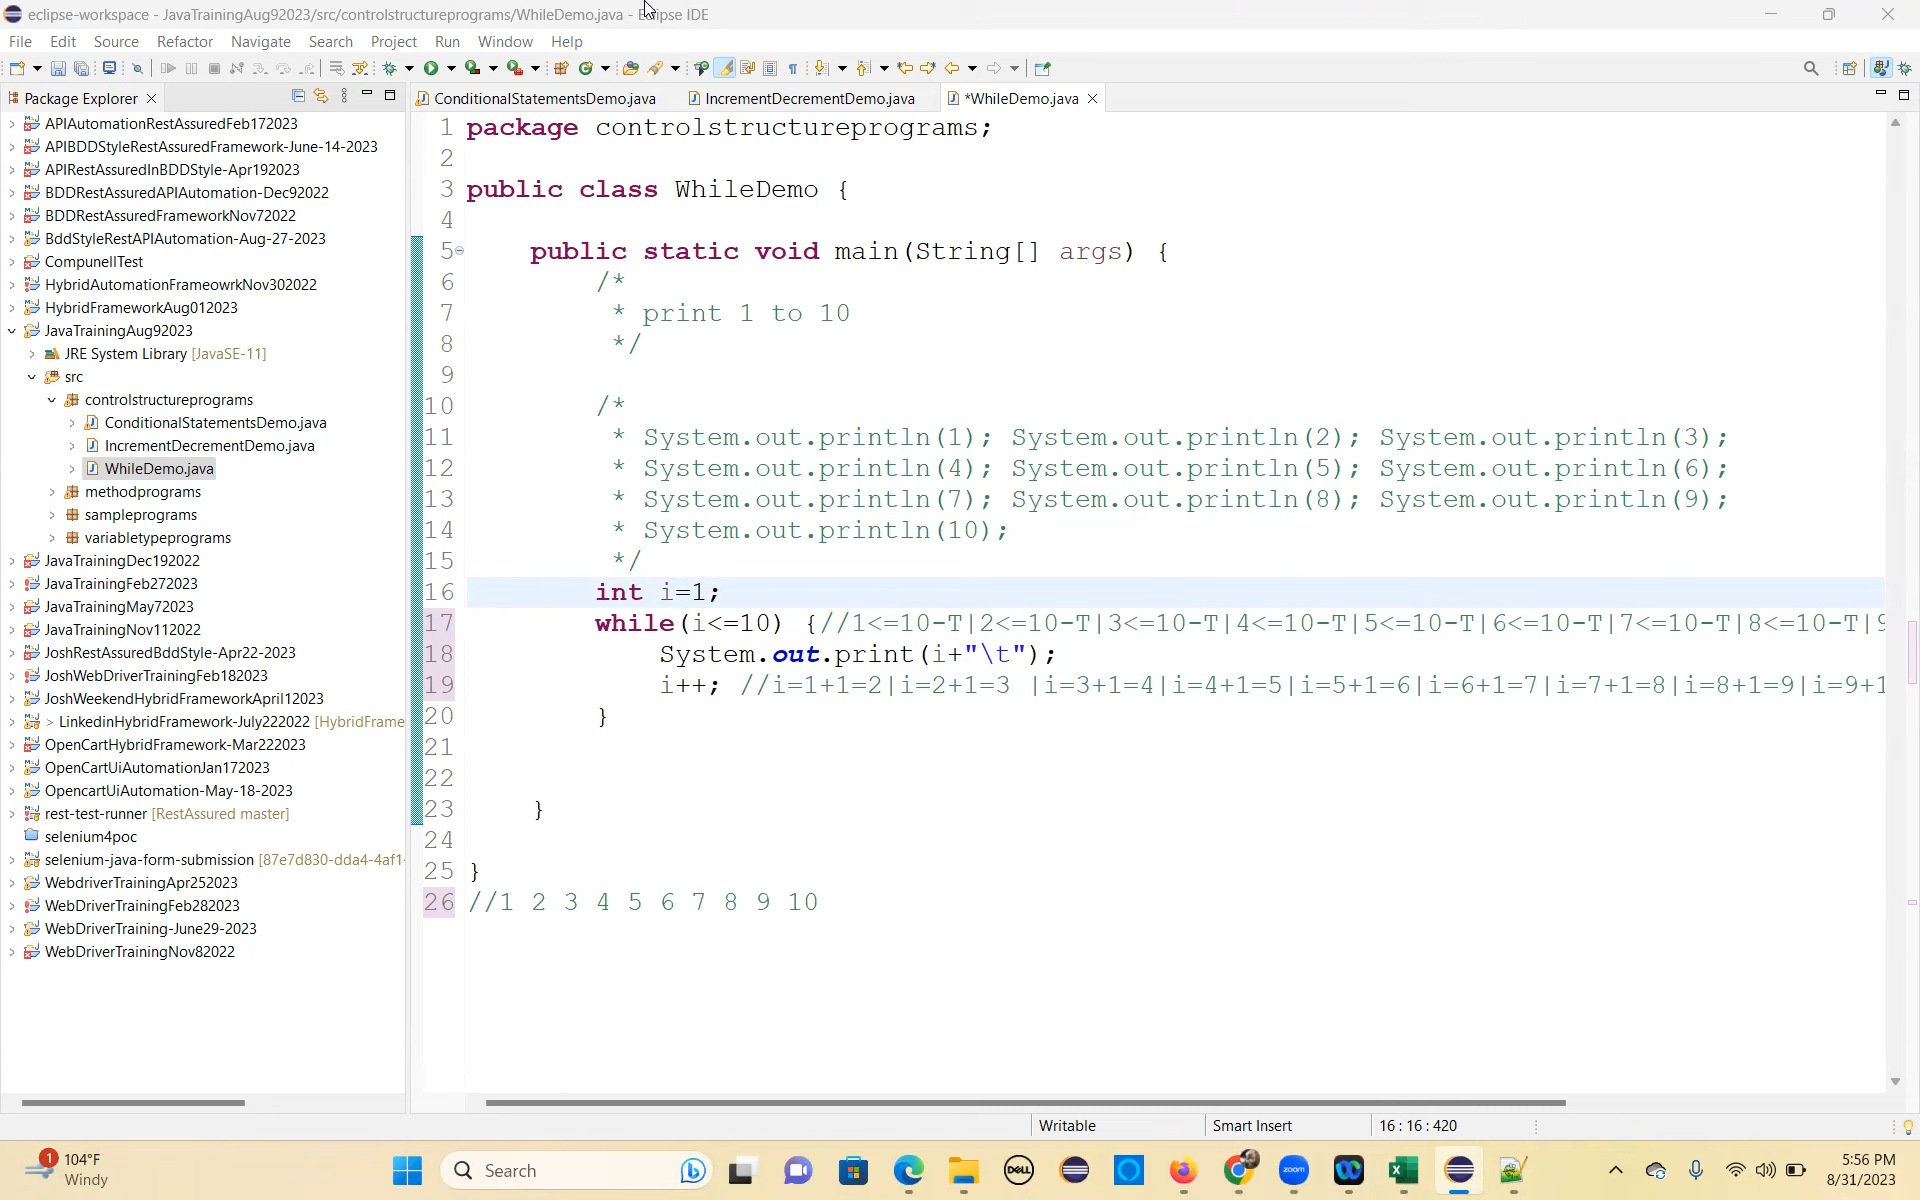 eclipse-workspace - JavaTrainingAug92023/src/controlstructureprograms/WhileDemo.java - Eclipse IDE
File Edit Source Refactor Navigate Search Project Run Window Help
Package Explorer
ConditionalStatementsDemo.java IncrementDecrementDemo.java *WhileDemo.java
APIAutomationRestAssuredFeb172023
APIBDDStyleRestAssuredFramework-June-14-2023
APIRestAssuredInBDDStyle-Apr192023
BDDRestAssuredAPIAutomation-Dec92022
BDDRestAssuredFrameworkNov72022
BddStyleRestAPIAutomation-Aug-27-2023
CompunellTest
HybridAutomationFrameowrkNov302022
HybridFrameworkAug012023
JavaTrainingAug92023
JRE System Library [JavaSE-11]
src
controlstructureprograms
ConditionalStatementsDemo.java
IncrementDecrementDemo.java
WhileDemo.java
methodprograms
sampleprograms
variabletypeprograms
JavaTrainingDec192022
JavaTrainingFeb272023
JavaTrainingMay72023
JavaTrainingNov112022
JoshRestAssuredBddStyle-Apr22-2023
JoshWebDriverTrainingFeb182023
JoshWeekendHybridFrameworkApril12023
> LinkedinHybridFramework-July222022 [HybridFrame
OpenCartHybridFramework-Mar222023
OpenCartUiAutomationJan172023
OpencartUiAutomation-May-18-2023
rest-test-runner [RestAssured master]
selenium4poc
selenium-java-form-submission [87e7d830-dda4-4af1-
WebdriverTrainingApr252023
WebDriverTrainingFeb282023
WebDriverTraining-June29-2023
WebDriverTrainingNov82022
1 package controlstructureprograms;
2
3 public class WhileDemo {
4
5 public static void main(String[] args) {
6 /*
7 * print 1 to 10
8 */
9
10 /*
11 * System.out.println(1); System.out.println(2); System.out.println(3);
12 * System.out.println(4); System.out.println(5); System.out.println(6);
13 * System.out.println(7); System.out.println(8); System.out.println(9);
14 * System.out.println(10);
15 */
16 int i=1;
17 while(i<=10) {//1<=10-T|2<=10-T|3<=10-T|4<=10-T|5<=10-T|6<=10-T|7<=10-T|8<=10-T|9
18 System.out.print(i+"\t");
19 i++; //i=1+1=2|i=2+1=3 |i=3+1=4|i=4+1=5|i=5+1=6|i=6+1=7|i=7+1=8|i=8+1=9|i=9+1
20 }
21
22
23 }
24
25 }
26 //1 2 3 4 5 6 7 8 9 10
Writable Smart Insert 16 : 16 : 420
1 104°F
Windy
Search
DELL
zoom
5:56 PM
8/31/2023